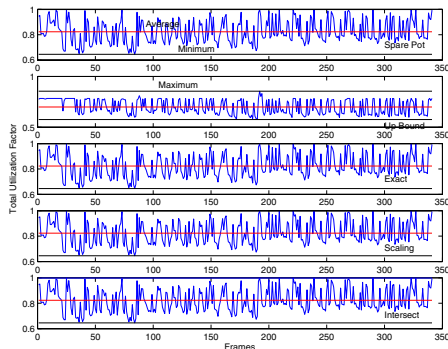 1
Average
0.8
Minimum
Spare Pot
0.6
0 50 100 150 200 250 300 350
1
Maximum
Up Bound
0.5
0 50 100 150 200 250 300 350
1
0.8
Exact
0.6
0 50 100 150 200 250 300 350
1
0.8
Scaling
0.6
0 50 100 150 200 250 300 350
1
0.8
Intersect
0.6
0 50 100 150 200 250 300 350
Total Utilization Factor
Frames